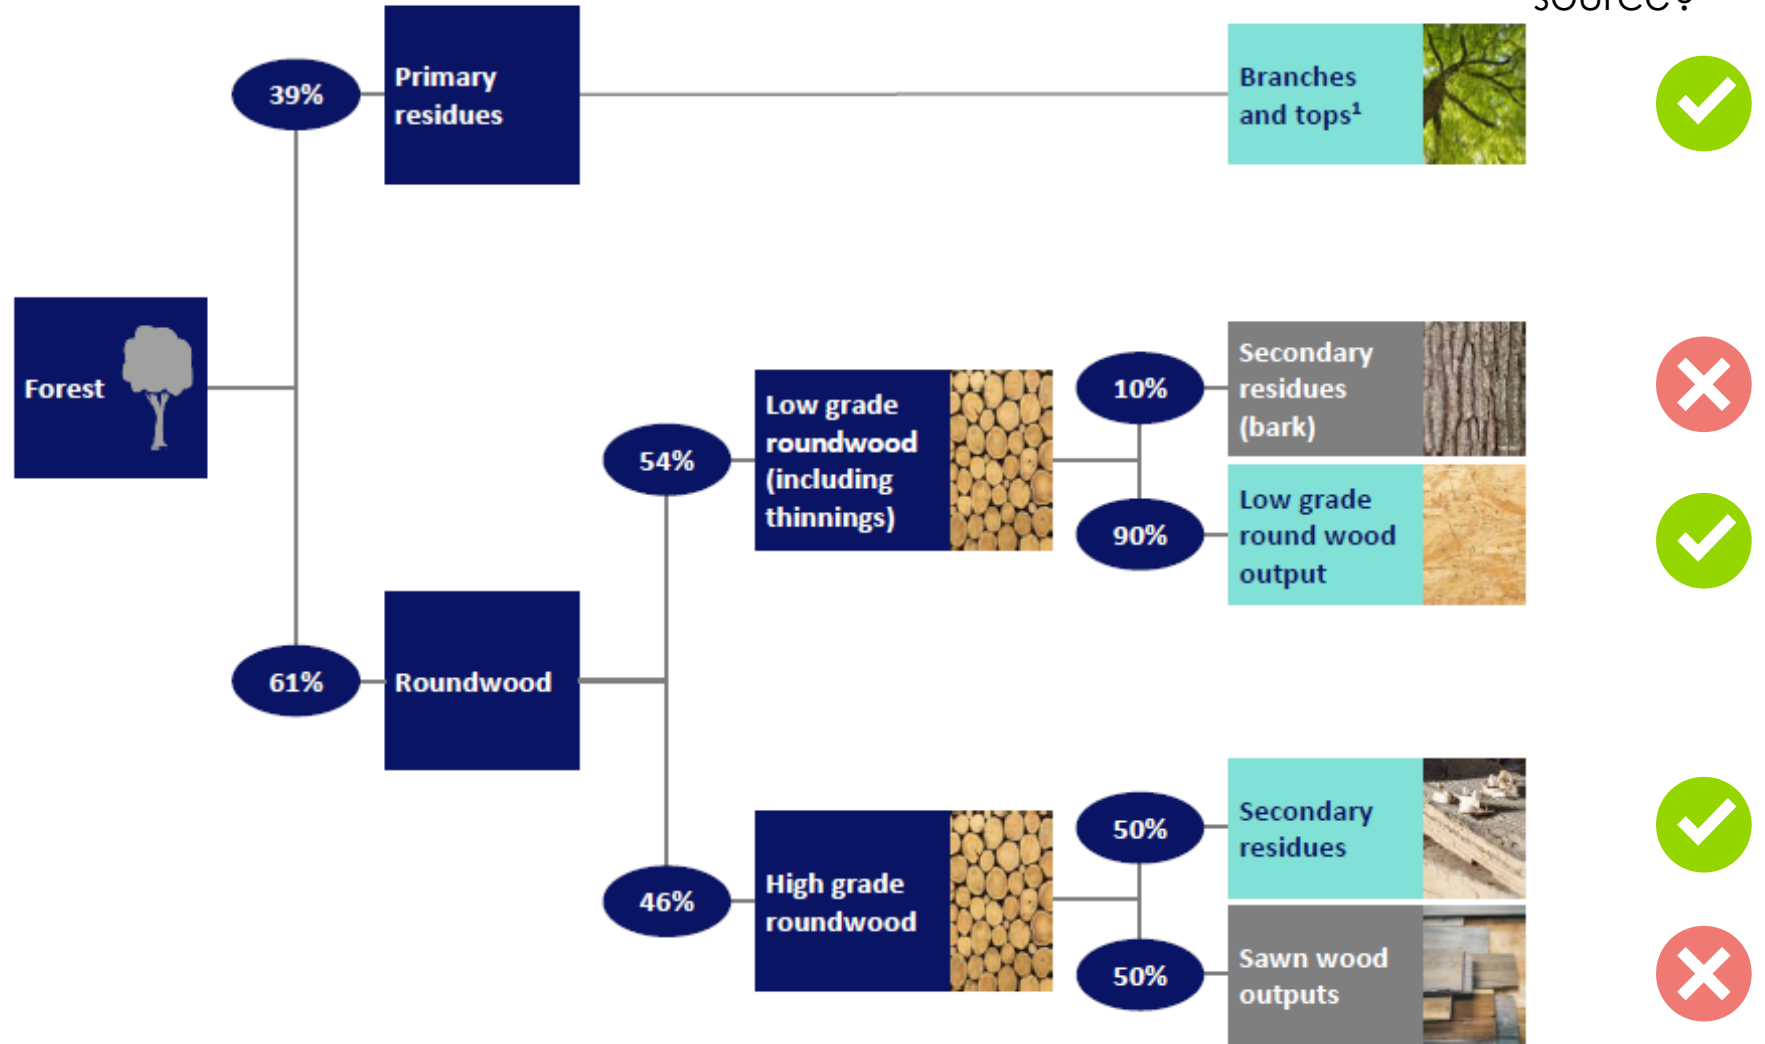 source?
39%
Primary
residues
Branches
and tops¹
Forest
54%
Low grade
roundwood
(including
thinnings)
10%
Secondary
residues
(bark)
90%
Low grade
round wood
output
61%
Roundwood
46%
High grade
roundwood
50%
Secondary
residues
50%
Sawn wood
outputs